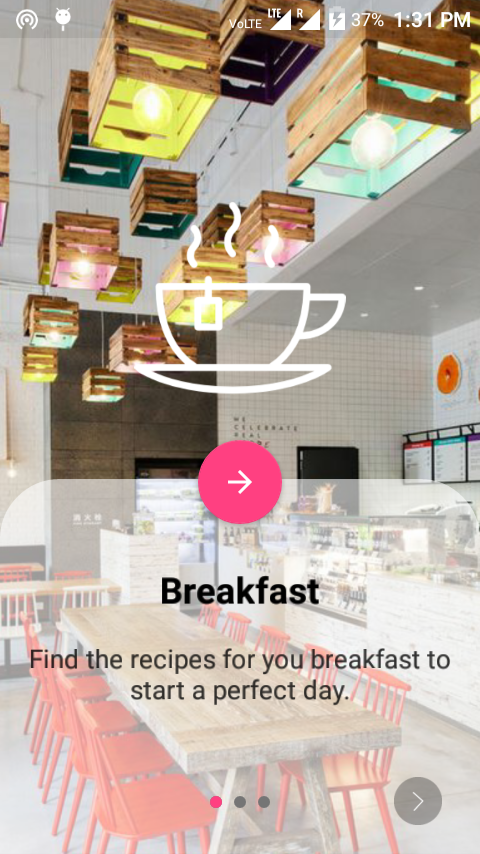 VoLTE LTE R 37% 1:31 PM
WE
CELEBRATE
REAL
Breakfast
Find the recipes for you breakfast to
start a perfect day.